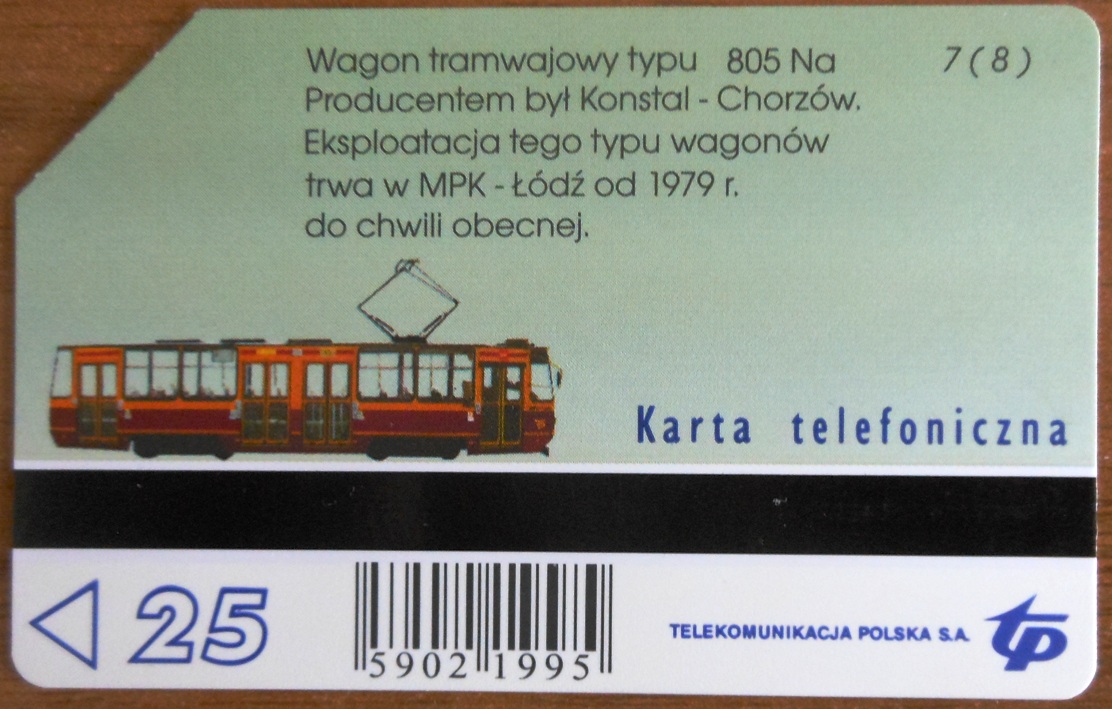 Wagon tramwajowy typu 805 Na 7 ( 8 )
Producentem był Konstal - Chorzów.
Eksploatacja tego typu wagonów
trwa w MPK - Łódź od 1979 r.
do chwili obecnej.
Karta telefoniczna
25
5902 1995
TELEKOMUNIKACJA POLSKA S.A.
tp